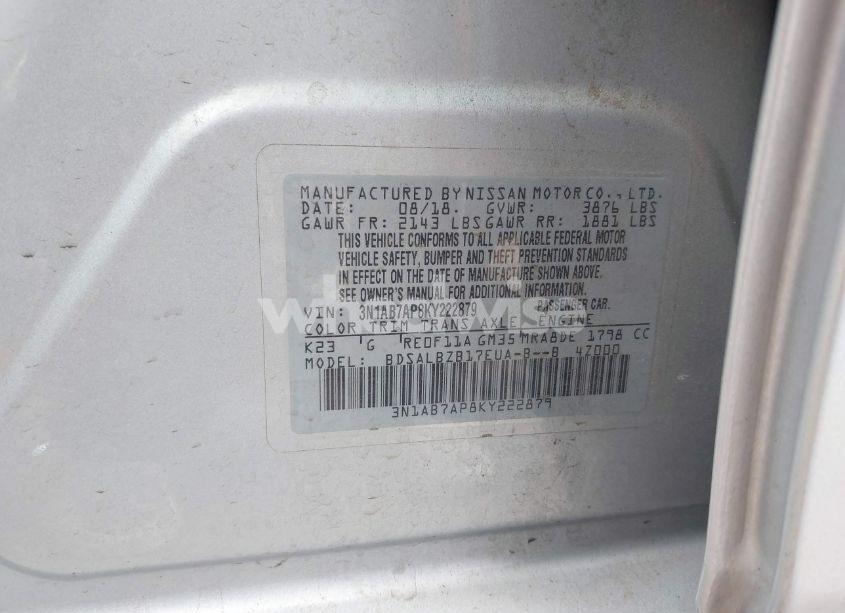 MANUFACTURED BY NISSAN MOTOR CO., LTD.
DATE: 08/18. GVWR: 3876 LBS
GAWR FR: 2143 LBS GAWR RR: 1881 LBS
THIS VEHICLE CONFORMS TO ALL APPLICABLE FEDERAL MOTOR
VEHICLE SAFETY, BUMPER AND THEFT PREVENTION STANDARDS
IN EFFECT ON THE DATE OF MANUFACTURE SHOWN ABOVE.
SEE OWNER'S MANUAL FOR ADDITIONAL INFORMATION.
VIN: 3N1AB7AP8KY222879 PASSENGER CAR.
COLOR TRIM TRANS AXLE ENGINE
K23 G RE0F11A GM35 MRA8DE 1798 CC
MODEL: BDSALBZB17EUA-B--B 4Z000
3N1AB7AP8KY222879